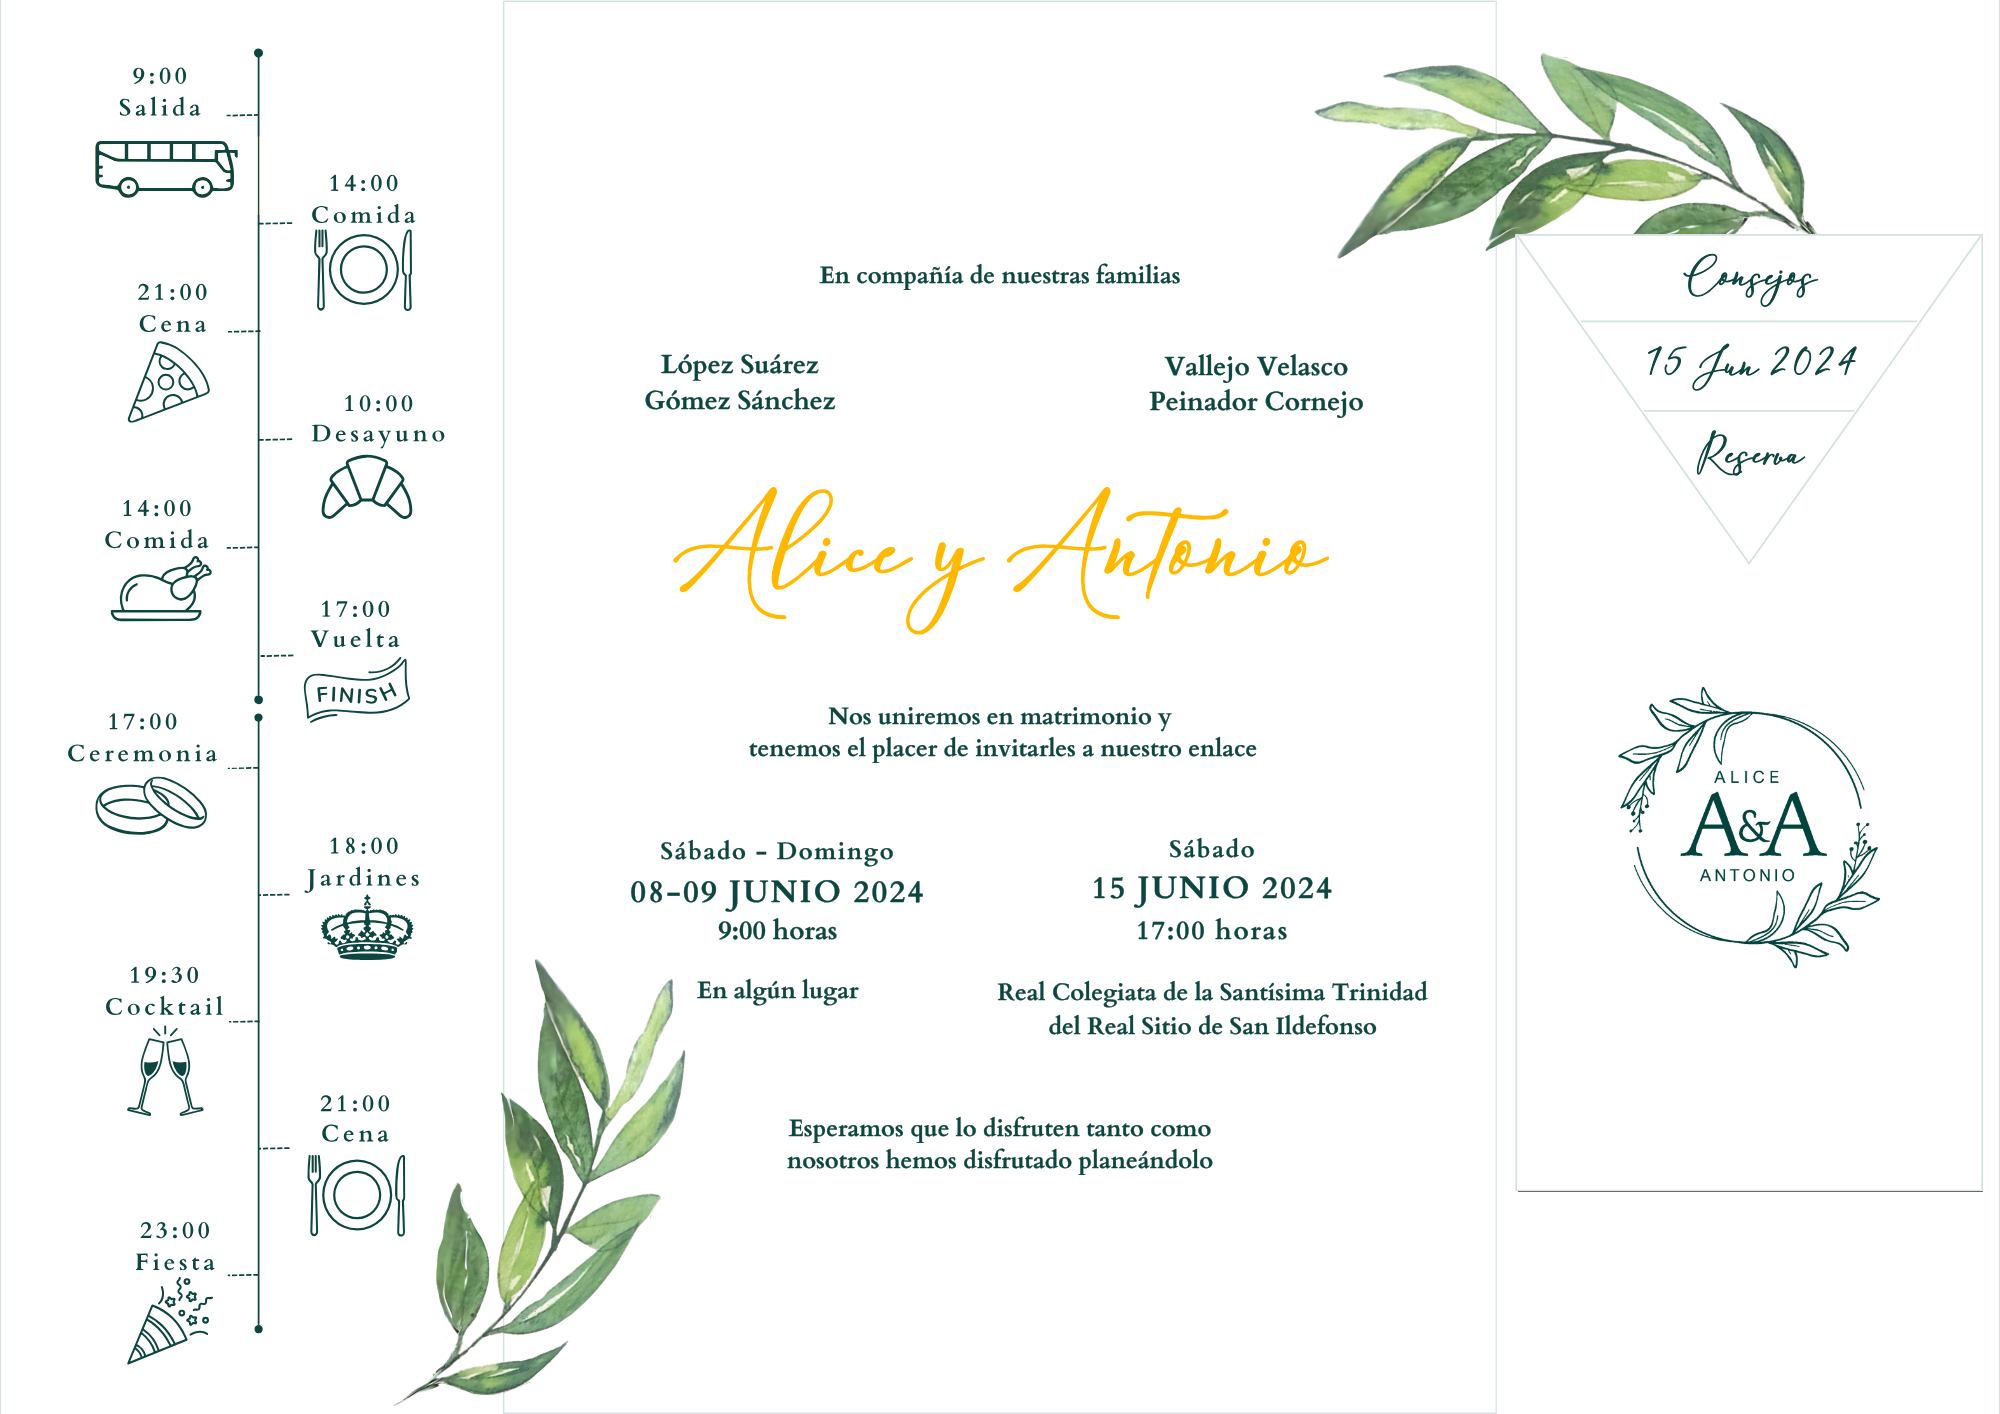 9:00
Salida
14:00
Comida
21:00
Cena
10:00
Desayuno
14:00
Comida
17:00
Vuelta
FINISH
17:00
Ceremonia
18:00
Jardines
19:30
Cocktail
21:00
Cena
23:00
Fiesta
En compañía de nuestras familias
López Suárez
Gómez Sánchez
Vallejo Velasco
Peinador Cornejo
Alice y Antonio
Nos uniremos en matrimonio y
tenemos el placer de invitarles a nuestro enlace
Sábado - Domingo
08-09 JUNIO 2024
9:00 horas
En algún lugar
Sábado
15 JUNIO 2024
17:00 horas
Real Colegiata de la Santísima Trinidad
del Real Sitio de San Ildefonso
Esperamos que lo disfruten tanto como
nosotros hemos disfrutado planeándolo
Consejos
15 Jun 2024
Reserva
ALICE
A&A
ANTONIO